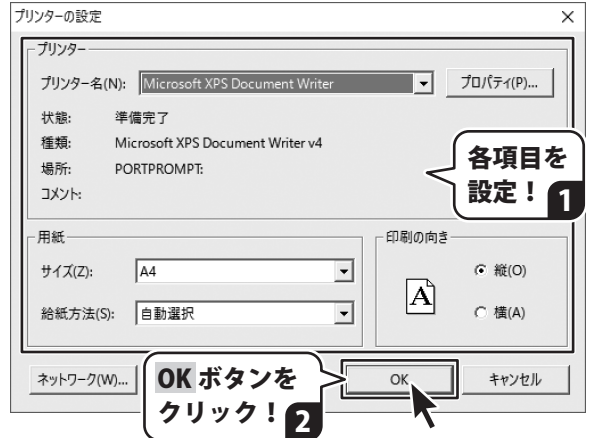 プリンターの設定
プリンター
プリンター名(N): Microsoft XPS Document Writer プロパティ(P)...
状態: 準備完了
種類: Microsoft XPS Document Writer v4
場所: PORTPROMPT:
コメント:
各項目を
設定！ 1
用紙
サイズ(Z): A4
給紙方法(S): 自動選択
印刷の向き
A
縦(O)
横(A)
ネットワーク(W)...
OK ボタンを
クリック！ 2
OK
キャンセル